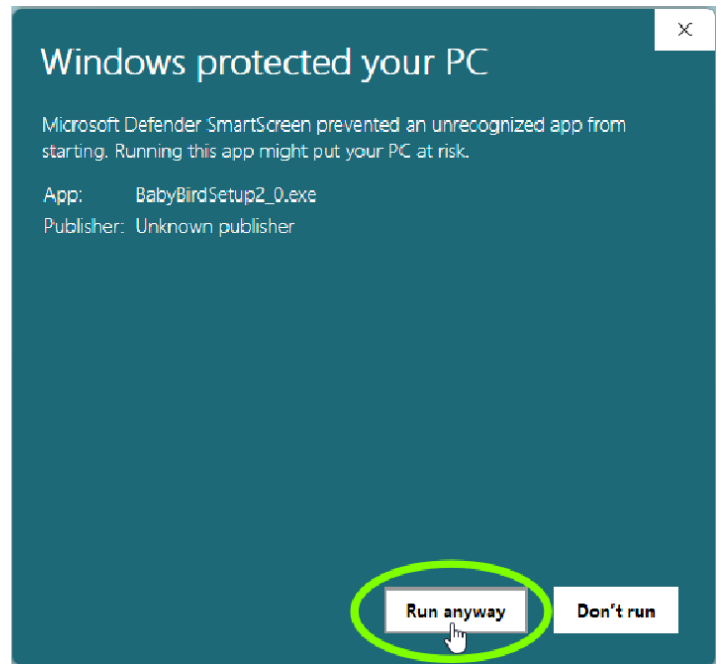 Windows protected your PC
Microsoft Defender SmartScreen prevented an unrecognized app from
starting. Running this app might put your PC at risk.
App: BabyBirdSetup2_0.exe
Publisher: Unknown publisher
Run anyway Don't run